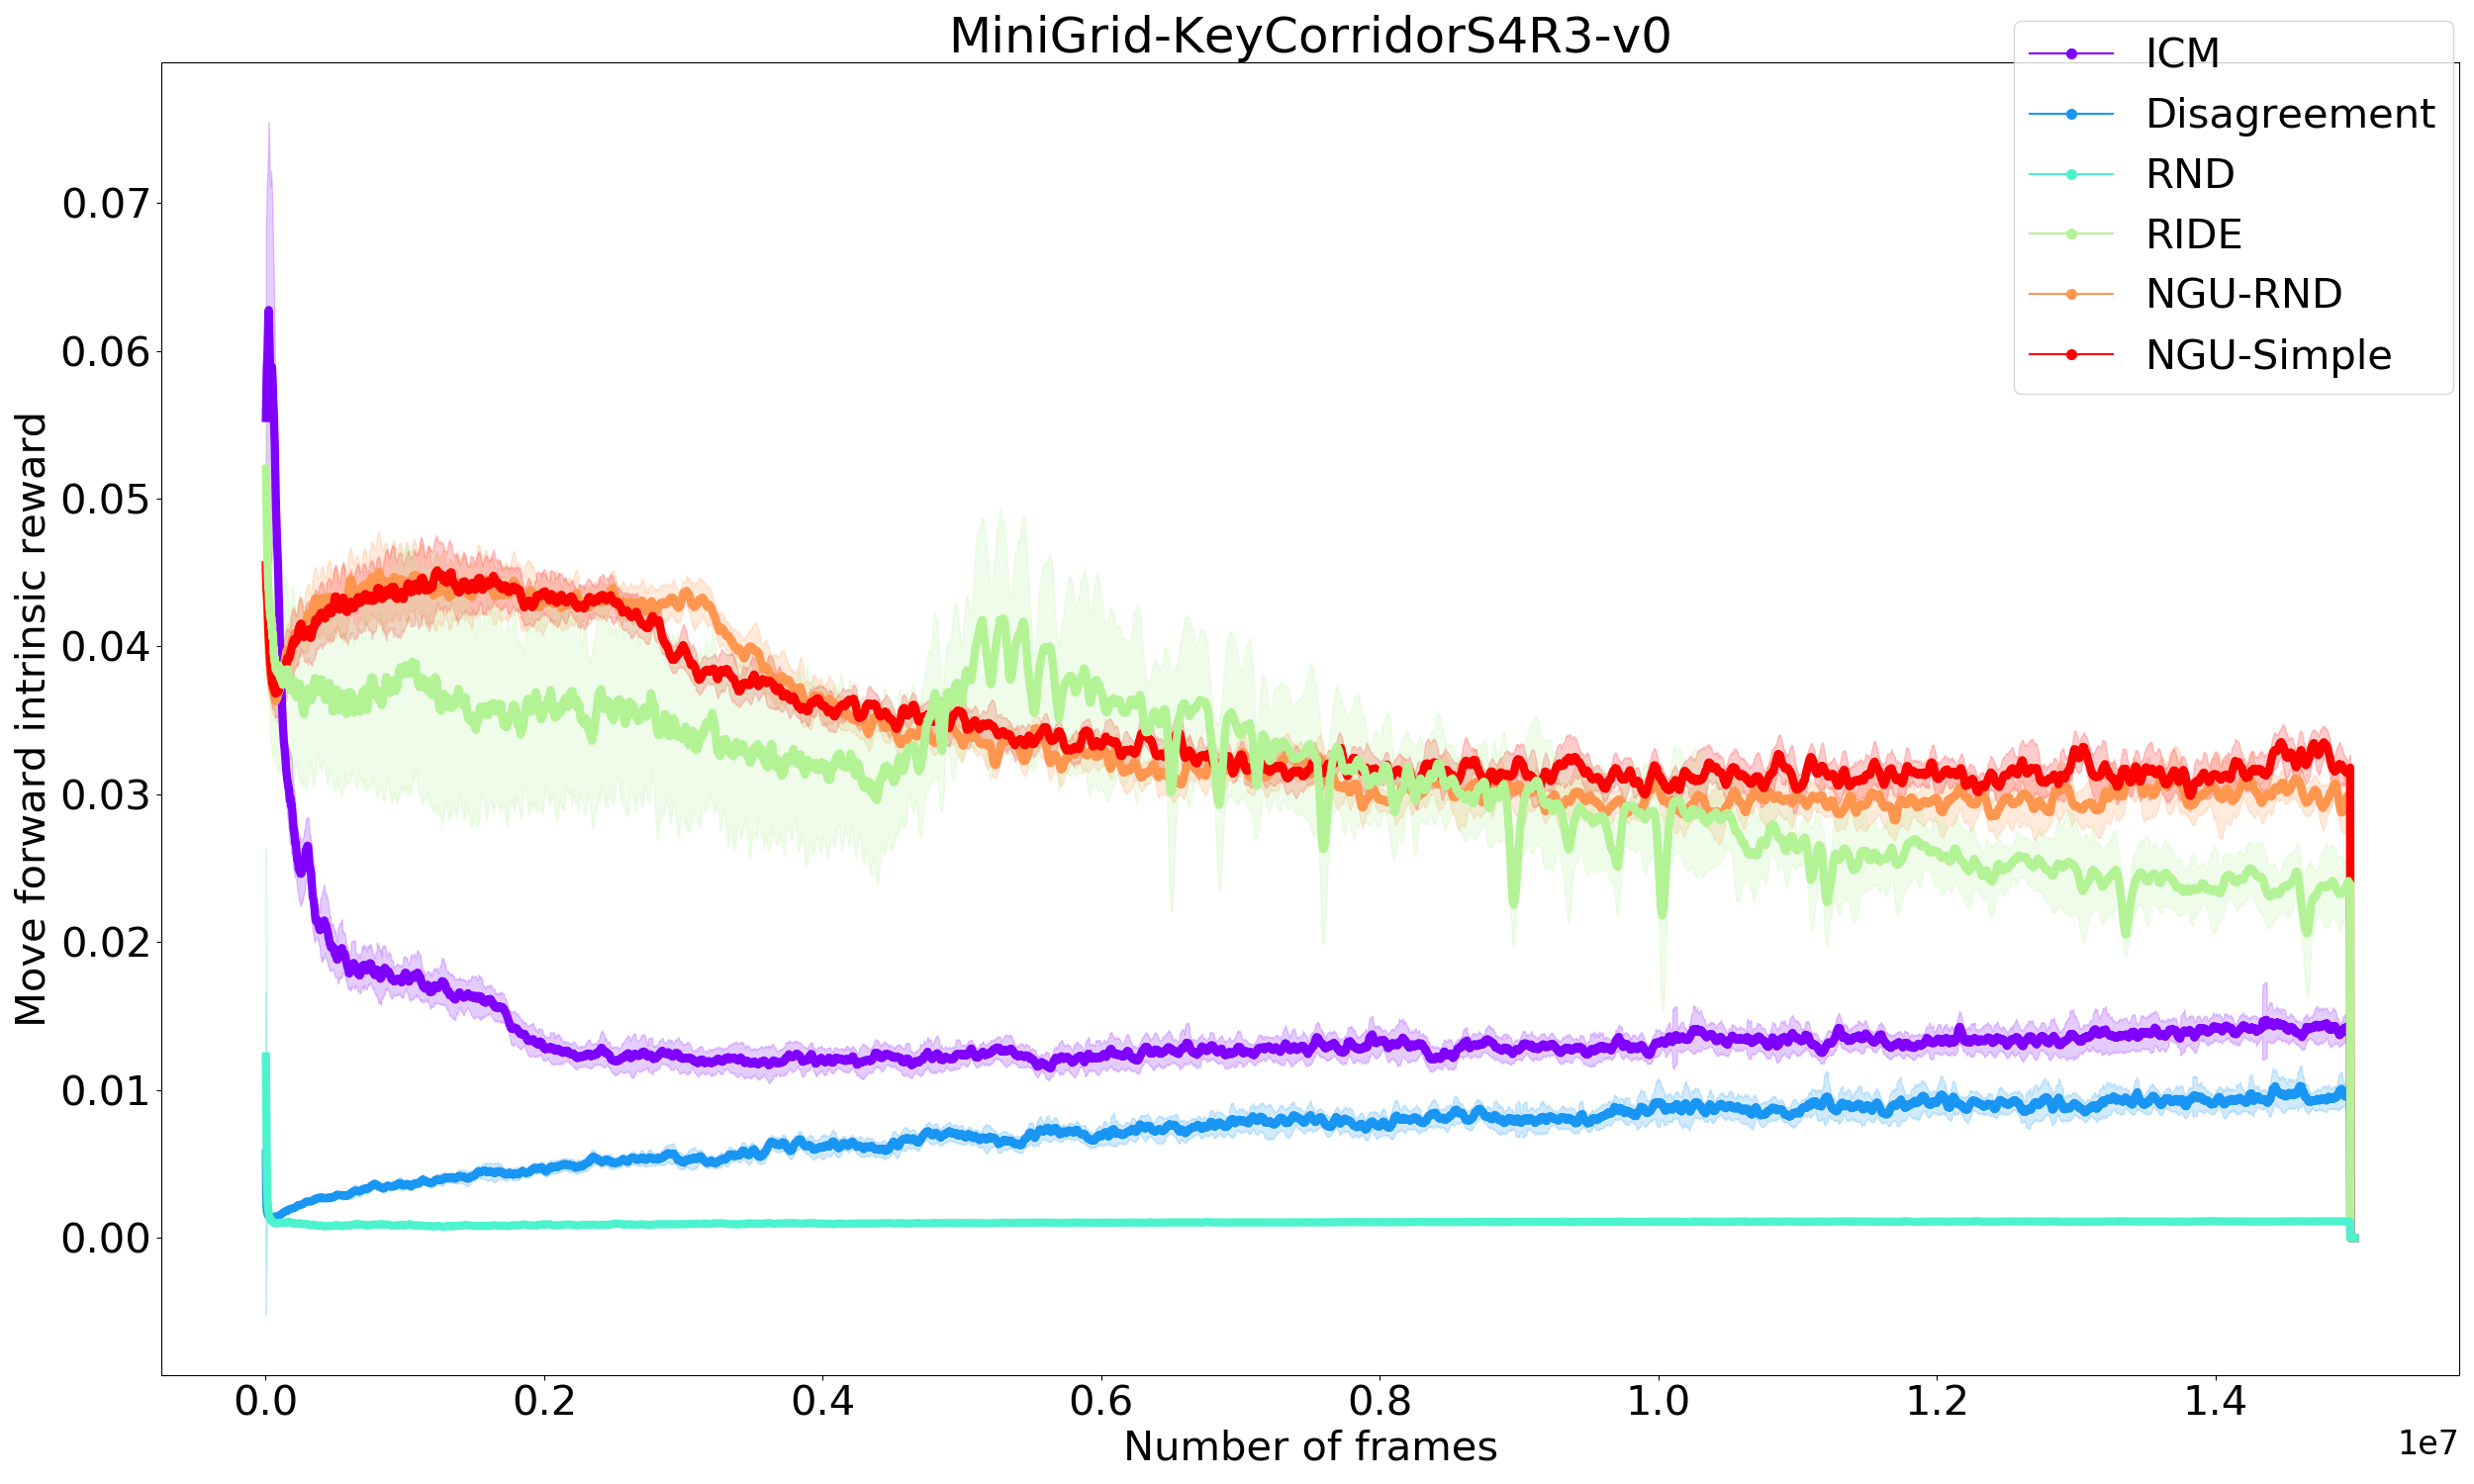 MiniGrid-KeyCorridorS4R3-v0
ICM
Disagreement
RND
RIDE
NGU-RND
NGU-Simple
Move forward intrinsic reward
0.07
0.06
0.05
0.04
0.03
0.02
0.01
0.00
0.0 0.2 0.4 0.6 0.8 1.0 1.2 1.4
1e7
Number of frames